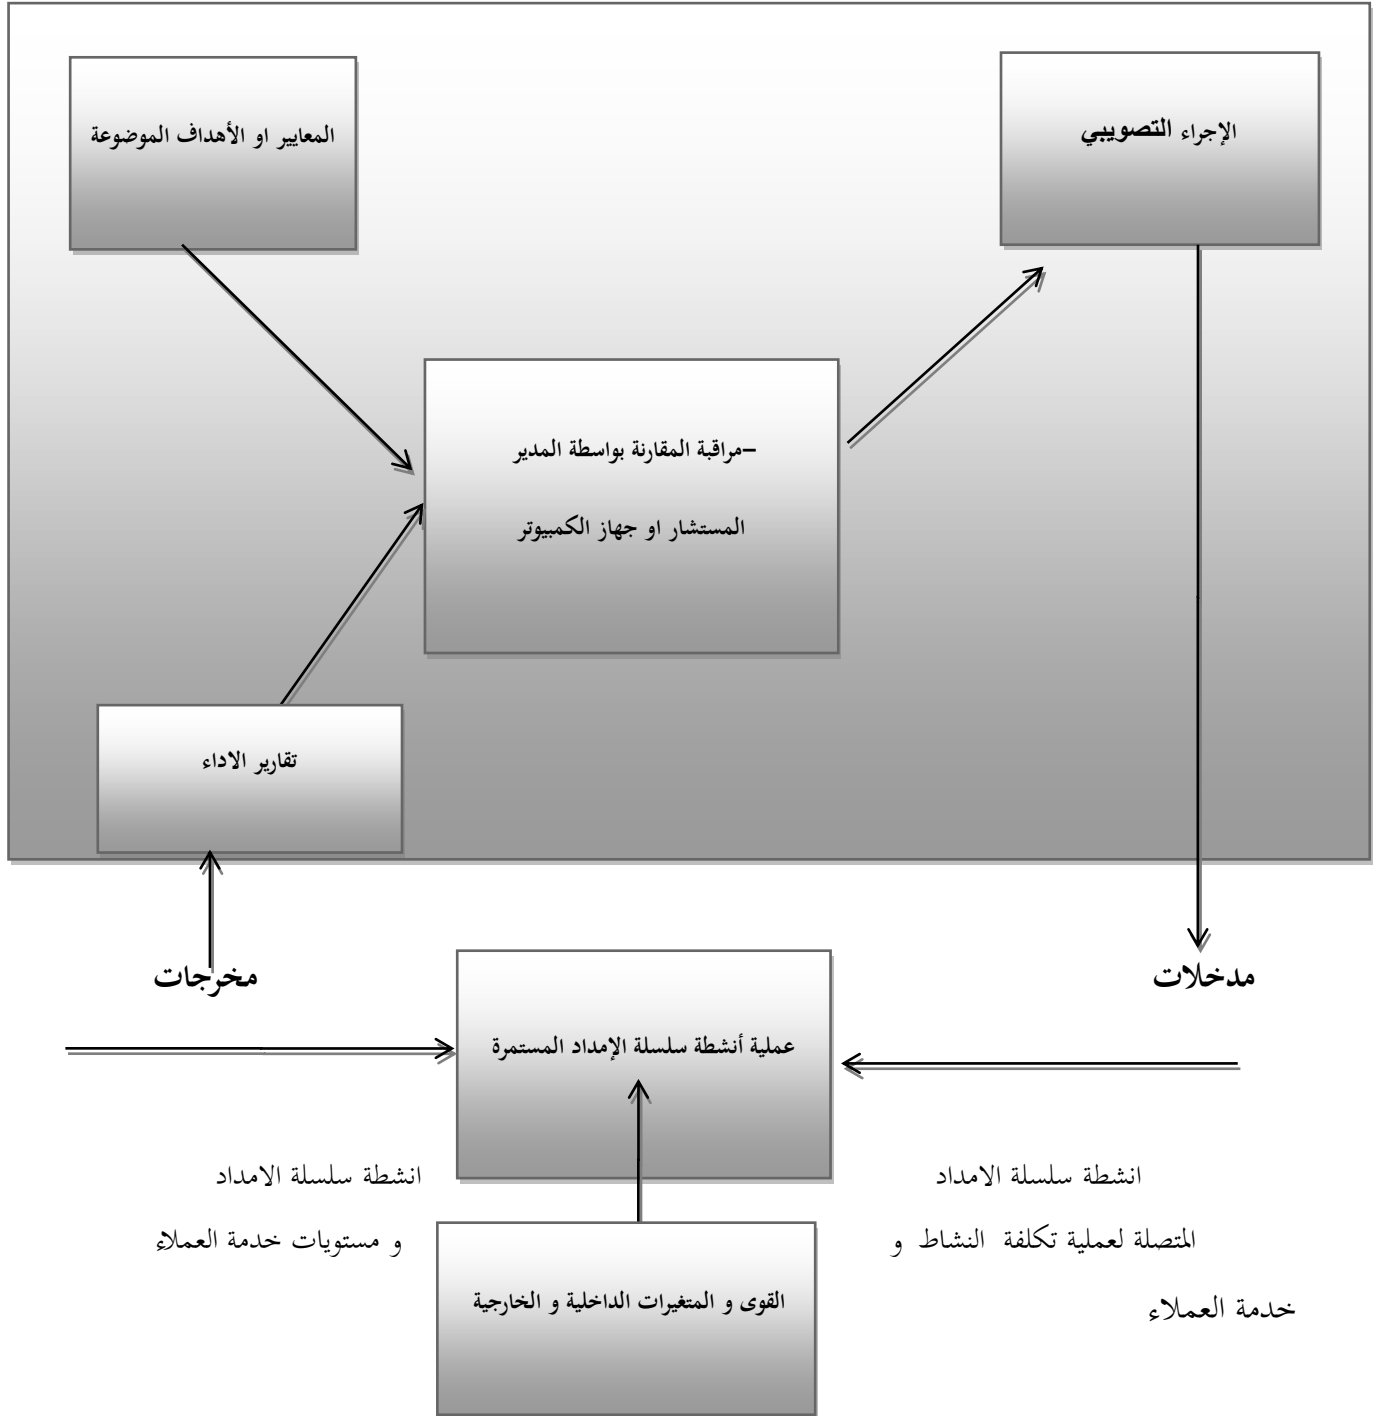 الإجراء التصويبي
المعايير او الأهداف الموضوعة
–مراقبة المقارنة بواسطة المدير
المستشار او جهاز الكمبيوتر
تقارير الاداء
مدخلات
مخرجات
عملية أنشطة سلسلة الإمداد المستمرة
انشطة سلسلة الامداد
المتصلة لعملية تكلفة النشاط و
خدمة العملاء
انشطة سلسلة الامداد
و مستويات خدمة العملاء
القوى و المتغيرات الداخلية و الخارجية